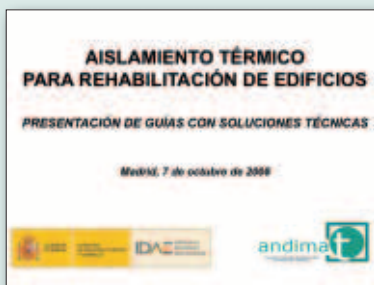 AISLAMIENTO TÉRMICO
PARA REHABILITACIÓN DE EDIFICIOS
PRESENTACIÓN DE GUÍAS CON SOLUCIONES TÉCNICAS
Madrid, 7 de octubre de 2008
IDAE
andimat